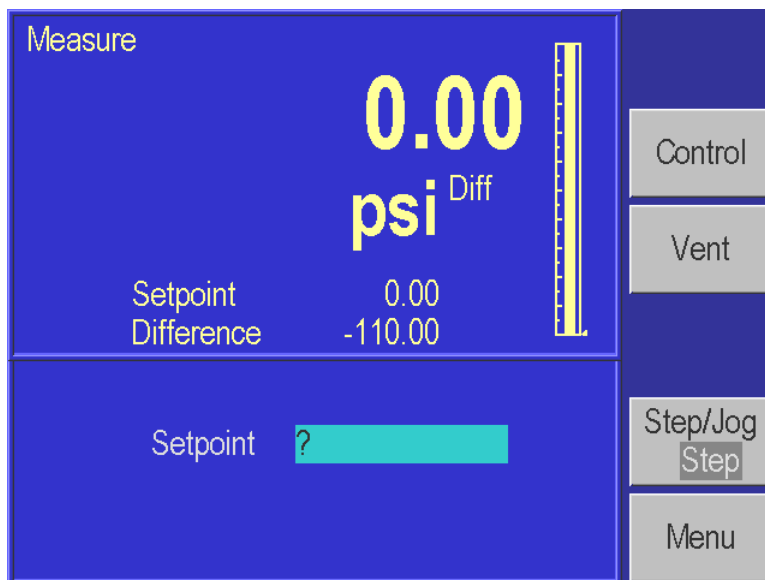 Measure
0.00
psi Diff
Setpoint 0.00
Difference -110.00
Setpoint ?
Control
Vent
Step/Jog
Step
Menu